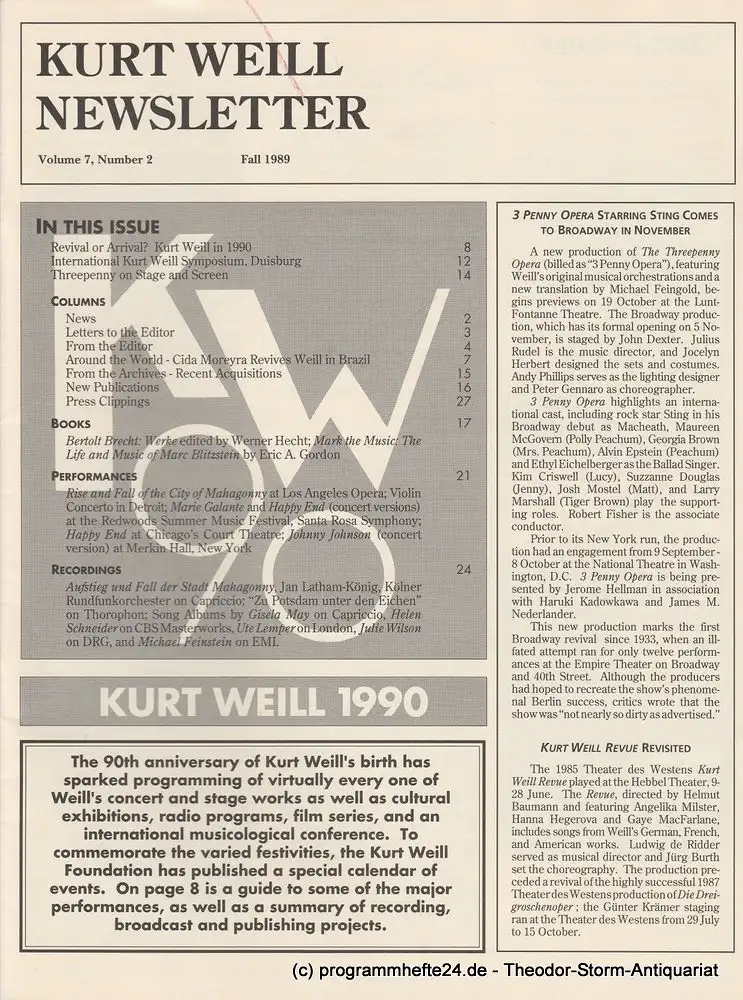 KURT WEILL
NEWSLETTER
Volume 7, Number 2 Fall 1989
IN THIS ISSUE
Revival or Arrival? Kurt Weill in 1990 8
International Kurt Weill Symposium, Duisburg 12
Threepenny on Stage and Screen 14
COLUMNS
News 2
Letters to the Editor 3
From the Editor 4
Around the World - Cida Moreyra Revives Weill in Brazil 7
From the Archives - Recent Acquisitions 15
New Publications 16
Press Clippings 27
BOOKS 17
Bertolt Brecht: Werke edited by Werner Hecht; Mark the Music: The
Life and Music of Marc Blitzstein by Eric A. Gordon
PERFORMANCES 21
Rise and Fall of the City of Mahagonny at Los Angeles Opera; Violin
Concerto in Detroit; Marie Galante and Happy End (concert versions)
at the Redwoods Summer Music Festival, Santa Rosa Symphony;
Happy End at Chicago's Court Theatre; Johnny Johnson (concert
version) at Merkin Hall, New York
RECORDINGS 24
Aufstieg und Fall der Stadt Mahagonny, Jan Latham-König, Kölner
Rundfunkorchester on Capriccio; "Zu Potsdam unter den Eichen"
on Thorophon; Song Albums by Gisela May on Capriccio, Helen
Schneider on CBS Masterworks, Ute Lemper on London, Julie Wilson
on DRG, and Michael Feinstein on EMI.
KW
90
KURT WEILL 1990
The 90th anniversary of Kurt Weill's birth has
sparked programming of virtually every one of
Weill's concert and stage works as well as cultural
exhibitions, radio programs, film series, and an
international musicological conference. To
commemorate the varied festivities, the Kurt Weill
Foundation has published a special calendar of
events. On page 8 is a guide to some of the major
performances, as well as a summary of recording,
broadcast and publishing projects.
3 PENNY OPERA STARRING STING COMES
TO BROADWAY IN NOVEMBER
A new production of The Threepenny
Opera (billed as "3 Penny Opera"), featuring
Weill's original musical orchestrations and a
new translation by Michael Feingold, be-
gins previews on 19 October at the Lunt-
Fontanne Theatre. The Broadway produc-
tion, which has its formal opening on 5 No-
vember, is staged by John Dexter. Julius
Rudel is the music director, and Jocelyn
Herbert designed the sets and costumes.
Andy Phillips serves as the lighting designer
and Peter Gennaro as choreographer.
3 Penny Opera highlights an interna-
tional cast, including rock star Sting in his
Broadway debut as Macheath, Maureen
McGovern (Polly Peachum), Georgia Brown
(Mrs. Peachum), Alvin Epstein (Peachum)
and Ethyl Eichelberger as the Ballad Singer.
Kim Criswell (Lucy), Suzzanne Douglas
(Jenny), Josh Mostel (Matt), and Larry
Marshall (Tiger Brown) play the support-
ing roles. Robert Fisher is the associate
conductor.
Prior to its New York run, the produc-
tion had an engagement from 9 September -
8 October at the National Theatre in Wash-
ington, D.C. 3 Penny Opera is being pre-
sented by Jerome Hellman in association
with Haruki Kadowkawa and James M.
Nederlander.
This new production marks the first
Broadway revival since 1933, when an ill-
fated attempt ran for only twelve perform-
ances at the Empire Theater on Broadway
and 40th Street. Although the producers
had hoped to recreate the show's phenome-
nal Berlin success, critics wrote that the
show was "not nearly so dirty as advertised."
KURT WEILL REVUE REVISITED
The 1985 Theater des Westens Kurt
Weill Revue played at the Hebbel Theater, 9-
28 June. The Revue, directed by Helmut
Baumann and featuring Angelika Milster,
Hanna Hegerova and Gaye MacFarlane,
includes songs from Weill's German, French,
and American works. Ludwig de Ridder
served as musical director and Jürg Burth
set the choreography. The production pre-
ceded a revival of the highly successful 1987
Theater des Westens production of Die Drei-
groschenoper ; the Günter Krämer staging
ran at the Theater des Westens from 29 July
to 15 October.
(c) programmhefte24.de - Theodor-Storm-Antiquariat